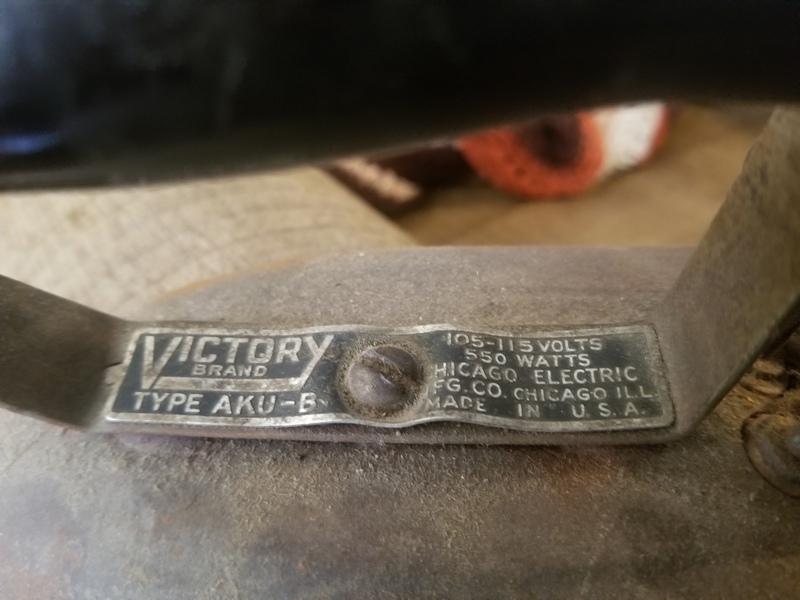 VICTORY
BRAND
TYPE AKU-B
105-115 VOLTS
550 WATTS
HICAGO ELECTRIC
FG. CO. CHICAGO ILL.
MADE IN U.S.A.